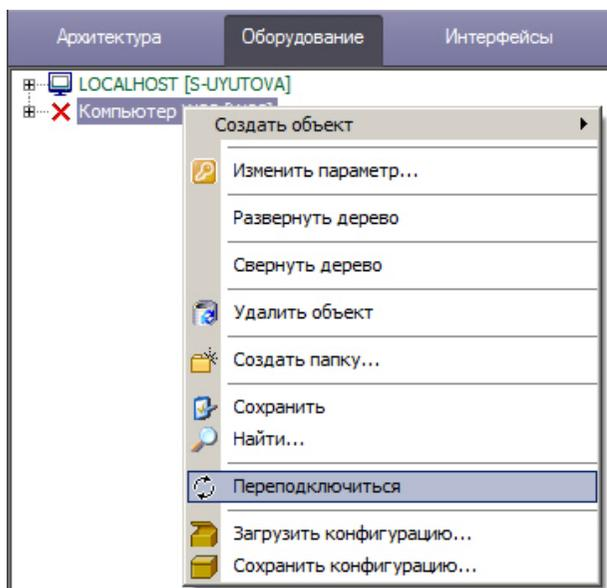 Архитектура Оборудование Интерфейсы
LOCALHOST [S-UYUTOVA]
Компьютер
Создать объект
Изменить параметр...
Развернуть дерево
Свернуть дерево
Удалить объект
Создать папку...
Сохранить
Найти...
Переподключиться
Загрузить конфигурацию...
Сохранить конфигурацию...